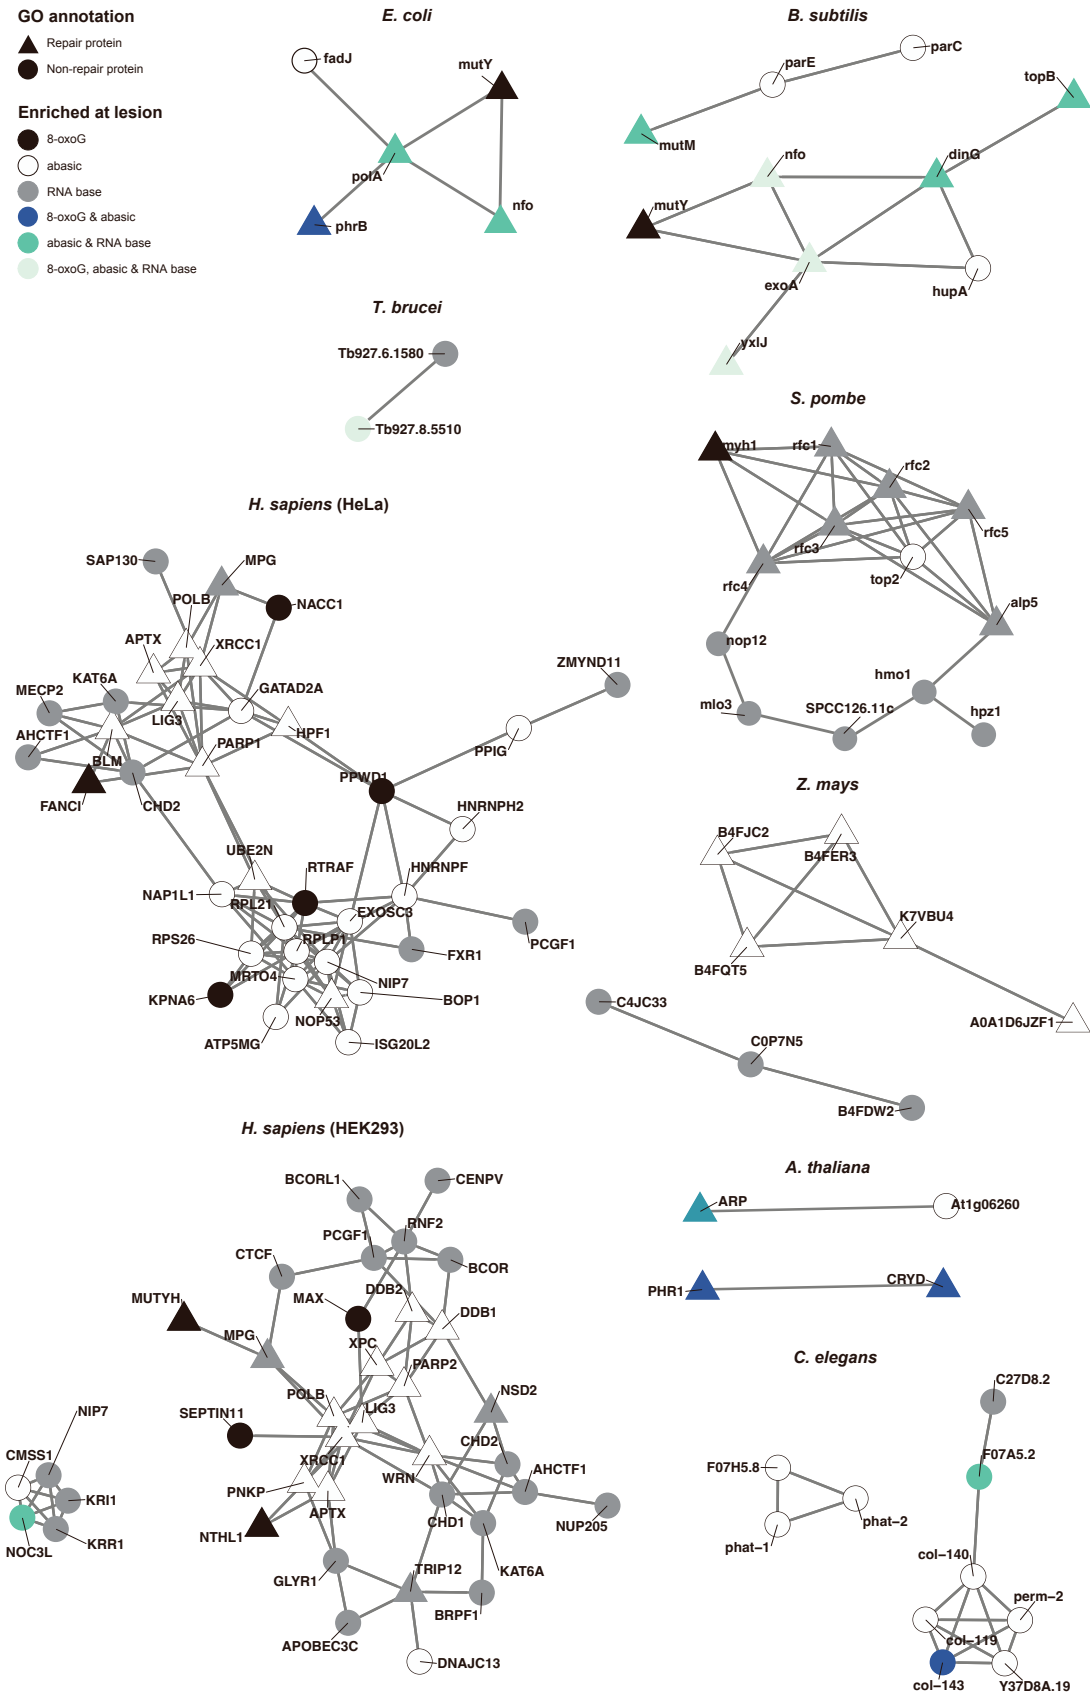 GO annotation
Repair protein
Non-repair protein
Enriched at lesion
8-oxoG
abasic
RNA base
8-oxoG & abasic
abasic & RNA base
8-oxoG, abasic & RNA base
E. coli
fadJ
mutY
polA
phrB
nfo
B. subtilis
parC
parE
topB
mutM
nfo
dinG
mutY
exoA
hupA
yxlJ
T. brucei
Tb927.6.1580
Tb927.8.5510
S. pombe
myh1
rfc1
rfc2
rfc5
rfc3
rfc4
top2
alp5
nop12
hmo1
mlo3
SPCC126.11c
hpz1
H. sapiens (HeLa)
SAP130
MPG
POLB
NACC1
APTX
XRCC1
ZMYND11
KAT6A
MECP2
GATAD2A
LIG3
HPF1
AHCTF1
PARP1
PPIG
BLM
PPWD1
FANCI
CHD2
HNRNPH2
UBE2N
RTRAF
HNRNPF
NAP1L1
RPL21
EXOSC3
RPS26
RPLP1
FXR1
PCGF1
MRTO4
NIP7
KPNA6
BOP1
NOP53
ATP5MG
ISG20L2
Z. mays
B4FJC2
B4FER3
K7VBU4
B4FQT5
A0A1D6JZF1
C4JC33
C0P7N5
B4FDW2
H. sapiens (HEK293)
BCORL1
CENPV
PCGF1
RNF2
CTCF
BCOR
DDB2
MUTYH
MAX
DDB1
MPG
XPC
PARP2
POLB
NSD2
SEPTIN11
LIG3
CHD2
XRCC1
AHCTF1
WRN
PNKP
APTX
NTHL1
CHD1
NUP205
GLYR1
TRIP12
KAT6A
BRPF1
APOBEC3C
DNAJC13
NIP7
CMSS1
KRI1
KRR1
NOC3L
A. thaliana
ARP
At1g06260
PHR1
CRYD
C. elegans
C27D8.2
F07A5.2
F07H5.8
phat-2
phat-1
col-140
perm-2
col-119
col-143
Y37D8A.19